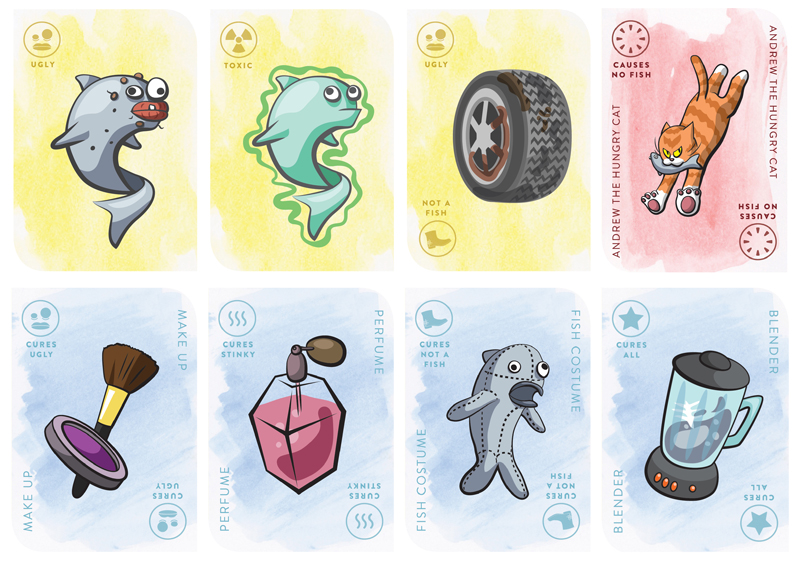 UGLY
TOXIC
UGLY
NOT A
FISH
CAUSES
NO FISH
ANDREW THE HUNGRY CAT
ANDREW THE HUNGRY CAT
CAUSES
NO FISH
CURES
UGLY
MAKE UP
MAKE UP
CURES
UGLY
CURES
STINKY
PERFUME
PERFUME
CURES
STINKY
CURES
NOT A
FISH
FISH COSTUME
FISH COSTUME
CURES
NOT A
FISH
CURES
ALL
BLENDER
BLENDER
CURES
ALL